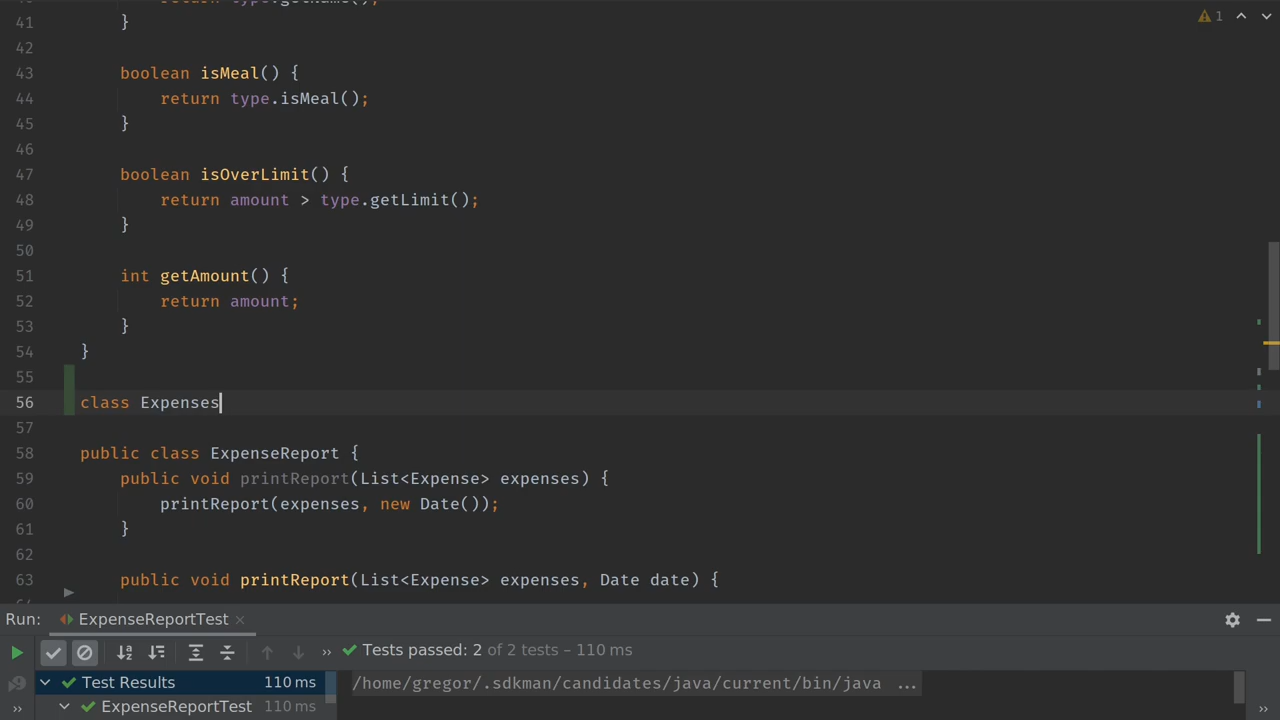 41 }
42
43 boolean isMeal() {
44 return type.isMeal();
45 }
46
47 boolean isOverLimit() {
48 return amount > type.getLimit();
49 }
50
51 int getAmount() {
52 return amount;
53 }
54 }
55
56 class Expenses
57
58 public class ExpenseReport {
59 public void printReport(List<Expense> expenses) {
60 printReport(expenses, new Date());
61 }
62
63 public void printReport(List<Expense> expenses, Date date) {
1
Run: ExpenseReportTest ×
Tests passed: 2 of 2 tests – 110 ms
Test Results 110 ms
/home/gregor/.sdkman/candidates/java/current/bin/java ...
ExpenseReportTest 110 ms